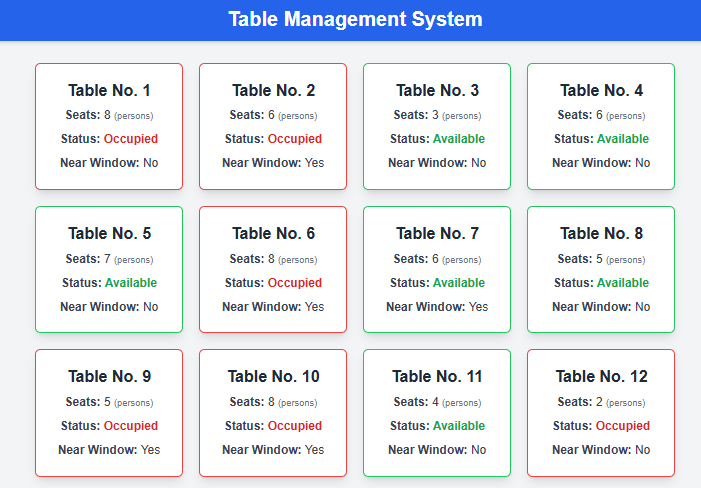 Table Management System
Table No. 1
Seats: 8 (persons)
Status: Occupied
Near Window: No
Table No. 2
Seats: 6 (persons)
Status: Occupied
Near Window: Yes
Table No. 3
Seats: 3 (persons)
Status: Available
Near Window: No
Table No. 4
Seats: 6 (persons)
Status: Available
Near Window: No
Table No. 5
Seats: 7 (persons)
Status: Available
Near Window: No
Table No. 6
Seats: 8 (persons)
Status: Occupied
Near Window: Yes
Table No. 7
Seats: 6 (persons)
Status: Available
Near Window: Yes
Table No. 8
Seats: 5 (persons)
Status: Available
Near Window: No
Table No. 9
Seats: 5 (persons)
Status: Occupied
Near Window: Yes
Table No. 10
Seats: 8 (persons)
Status: Occupied
Near Window: Yes
Table No. 11
Seats: 4 (persons)
Status: Available
Near Window: No
Table No. 12
Seats: 2 (persons)
Status: Occupied
Near Window: No